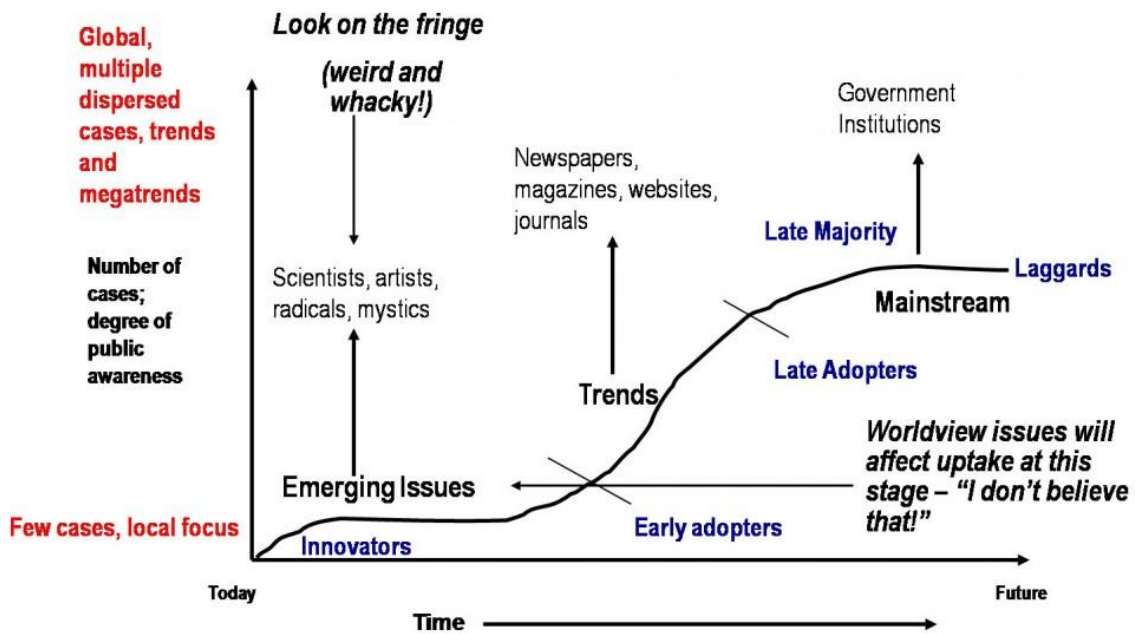 Look on the fringe
(weird and
whacky!)
Global,
multiple
dispersed
cases, trends
and
megatrends
Government
Institutions
Newspapers,
magazines, websites,
journals
Late Majority
Number of
cases;
degree of
public
awareness
Scientists, artists,
radicals, mystics
Laggards
Mainstream
Late Adopters
Trends
Worldview issues will
affect uptake at this
stage – “I don’t believe
that!”
Emerging Issues
Few cases, local focus
Innovators
Early adopters
Today
Future
Time